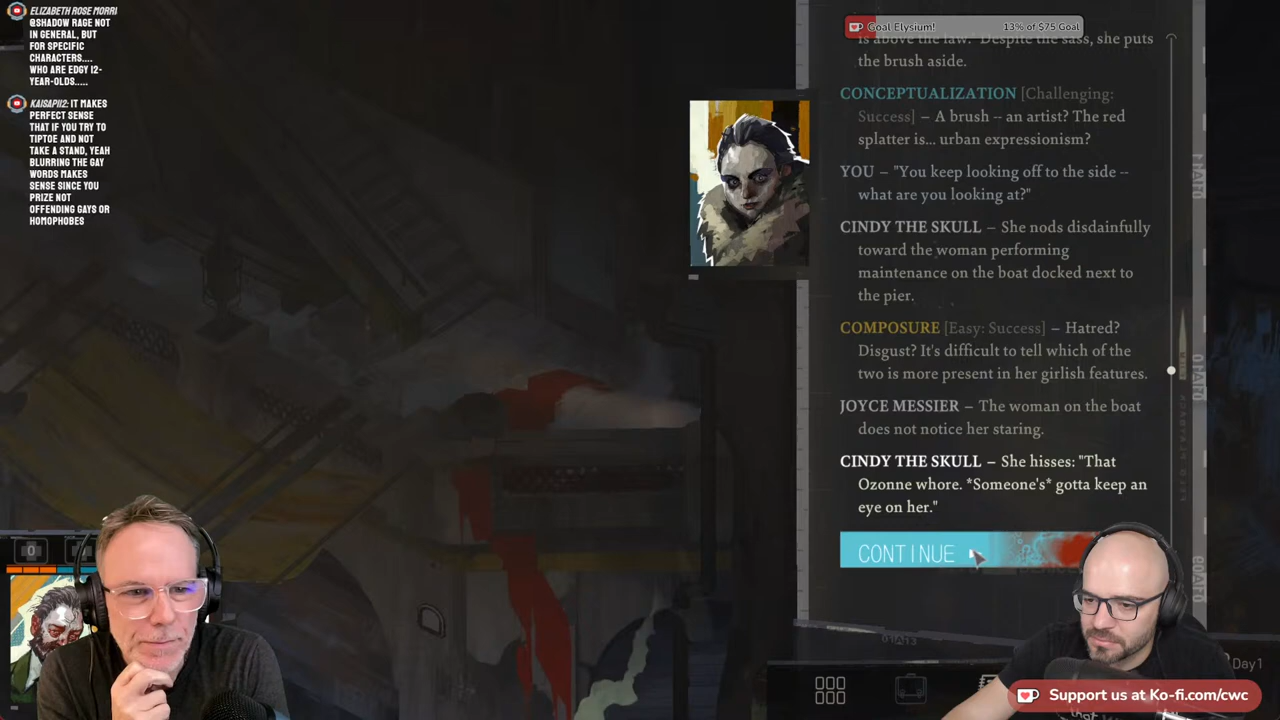 ELIZABETH ROSE MORRI
@SHADOW RAGE NOT
IN GENERAL, BUT
FOR SPECIFIC
CHARACTERS....
WHO ARE EDGY 12-
YEAR-OLDS.....
KAISAPII2: IT MAKES
PERFECT SENSE
THAT IF YOU TRY TO
TIPTOE AND NOT
TAKE A STAND, YEAH
BLURRING THE GAY
WORDS MAKES
SENSE SINCE YOU
PRIZE NOT
OFFENDING GAYS OR
HOMOPHOBES
Goal Elysium! 13% of $75 Goal
is above the law." Despite the sass, she puts
the brush aside.
CONCEPTUALIZATION [Challenging:
Success] – A brush -- an artist? The red
splatter is... urban expressionism?
YOU – "You keep looking off to the side --
what are you looking at?"
CINDY THE SKULL – She nods disdainfully
toward the woman performing
maintenance on the boat docked next to
the pier.
COMPOSURE [Easy: Success] – Hatred?
Disgust? It's difficult to tell which of the
two is more present in her girlish features.
JOYCE MESSIER – The woman on the boat
does not notice her staring.
CINDY THE SKULL – She hisses: "That
Ozonne whore. *Someone's* gotta keep an
eye on her."
CONTINUE
0
Day 1
Support us at Ko-fi.com/cwc